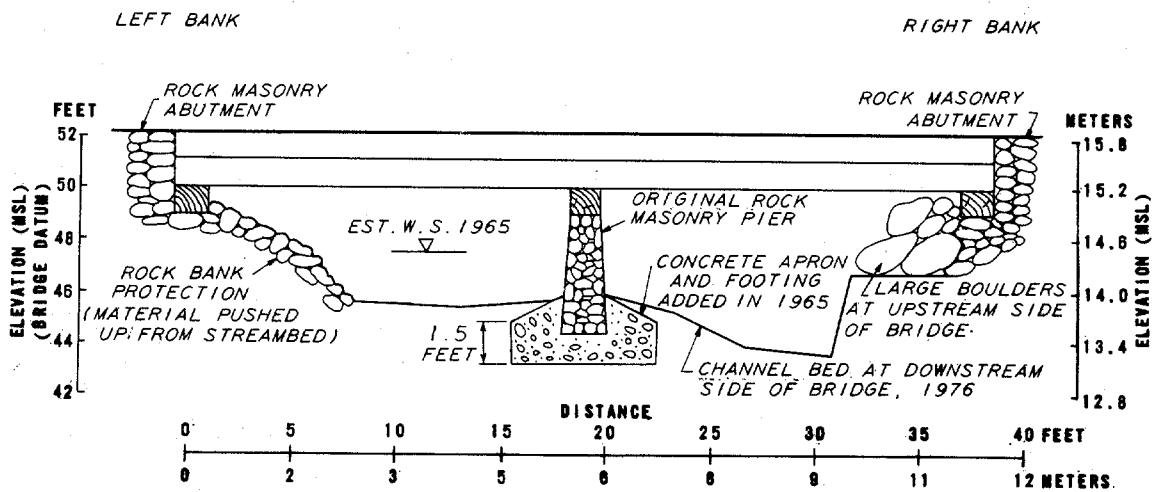 LEFT BANK
RIGHT BANK
ROCK MASONRY
ABUTMENT
ROCK MASONRY
ABUTMENT
FEET
METERS
52
50
48
46
44
42
ELEVATION (MSL)
(BRIDGE DATUM)
15.8
15.2
14.6
14.0
13.4
12.8
ELEVATION (MSL)
EST. W.S. 1965
ORIGINAL ROCK
MASONRY PIER
ROCK BANK
PROTECTION
(MATERIAL PUSHED
UP FROM STREAMBED)
CONCRETE APRON
AND FOOTING
ADDED IN 1965
LARGE BOULDERS
AT UPSTREAM SIDE
OF BRIDGE
1.5
FEET
CHANNEL BED AT DOWNSTREAM
SIDE OF BRIDGE, 1976
DISTANCE
0 5 10 15 20 25 30 35 40 FEET
0 2 3 5 6 8 9 11 12 METERS